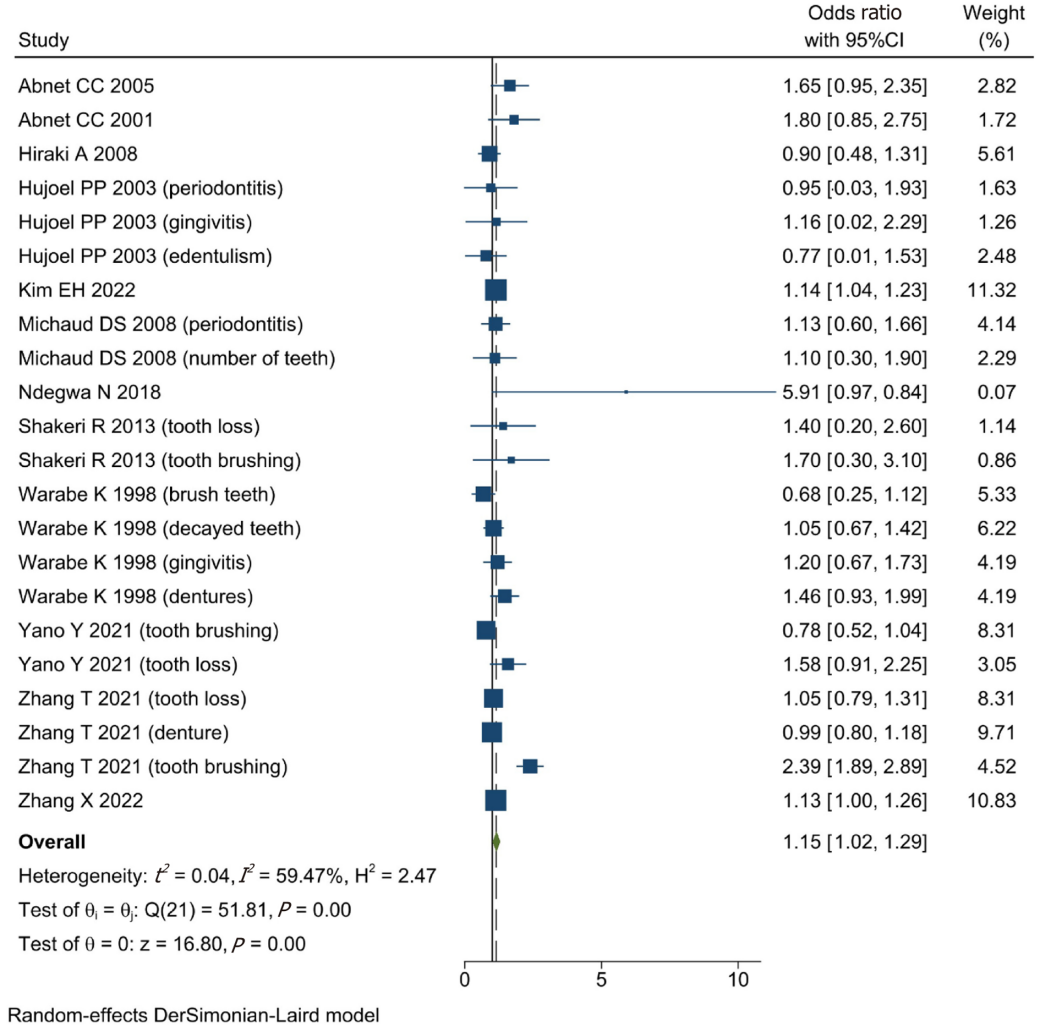 Study Odds ratio with 95%CI Weight (%)
Abnet CC 2005 1.65 [0.95, 2.35] 2.82
Abnet CC 2001 1.80 [0.85, 2.75] 1.72
Hiraki A 2008 0.90 [0.48, 1.31] 5.61
Hujoel PP 2003 (periodontitis) 0.95 [-0.03, 1.93] 1.63
Hujoel PP 2003 (gingivitis) 1.16 [0.02, 2.29] 1.26
Hujoel PP 2003 (edentulism) 0.77 [0.01, 1.53] 2.48
Kim EH 2022 1.14 [1.04, 1.23] 11.32
Michaud DS 2008 (periodontitis) 1.13 [0.60, 1.66] 4.14
Michaud DS 2008 (number of teeth) 1.10 [0.30, 1.90] 2.29
Ndegwa N 2018 5.91 [0.97, 0.84] 0.07
Shakeri R 2013 (tooth loss) 1.40 [0.20, 2.60] 1.14
Shakeri R 2013 (tooth brushing) 1.70 [0.30, 3.10] 0.86
Warabe K 1998 (brush teeth) 0.68 [0.25, 1.12] 5.33
Warabe K 1998 (decayed teeth) 1.05 [0.67, 1.42] 6.22
Warabe K 1998 (gingivitis) 1.20 [0.67, 1.73] 4.19
Warabe K 1998 (dentures) 1.46 [0.93, 1.99] 4.19
Yano Y 2021 (tooth brushing) 0.78 [0.52, 1.04] 8.31
Yano Y 2021 (tooth loss) 1.58 [0.91, 2.25] 3.05
Zhang T 2021 (tooth loss) 1.05 [0.79, 1.31] 8.31
Zhang T 2021 (denture) 0.99 [0.80, 1.18] 9.71
Zhang T 2021 (tooth brushing) 2.39 [1.89, 2.89] 4.52
Zhang X 2022 1.13 [1.00, 1.26] 10.83
Overall 1.15 [1.02, 1.29]
Heterogeneity: t² = 0.04, I² = 59.47%, H² = 2.47
Test of θᵢ = θⱼ: Q(21) = 51.81, P = 0.00
Test of θ = 0: z = 16.80, P = 0.00
0 5 10
Random-effects DerSimonian-Laird model